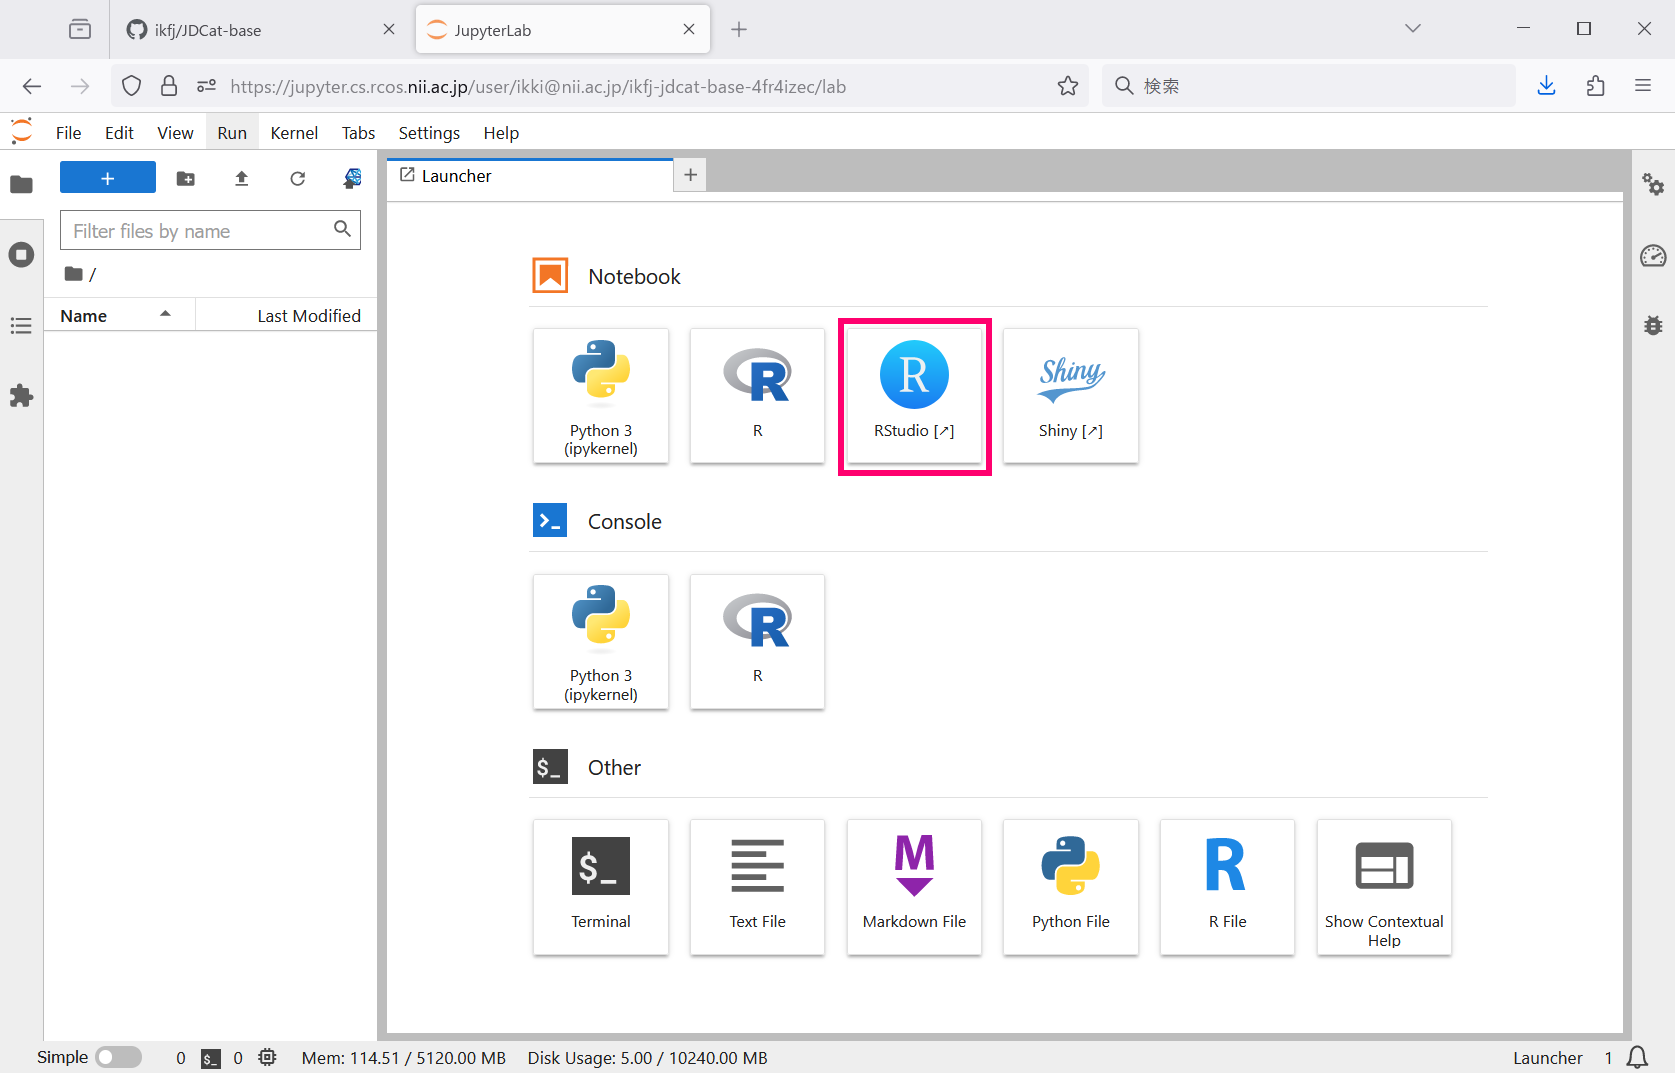 ikfj/JDCat-base
JupyterLab
https://jupyter.cs.rcos.nii.ac.jp/user/ikki@nii.ac.jp/ikfj-jdcat-base-4fr4izec/lab
検索
File Edit View Run Kernel Tabs Settings Help
Launcher
Filter files by name
/
Name Last Modified
Notebook
Python 3
(ipykernel)
R
R
R
RStudio [↗]
Shiny
Shiny [↗]
Console
Python 3
(ipykernel)
R
R
$_ Other
$_
Terminal
Text File
M
Markdown File
Python File
R
R File
Show Contextual
Help
Simple 0 $_ 0 Mem: 114.51 / 5120.00 MB Disk Usage: 5.00 / 10240.00 MB Launcher 1